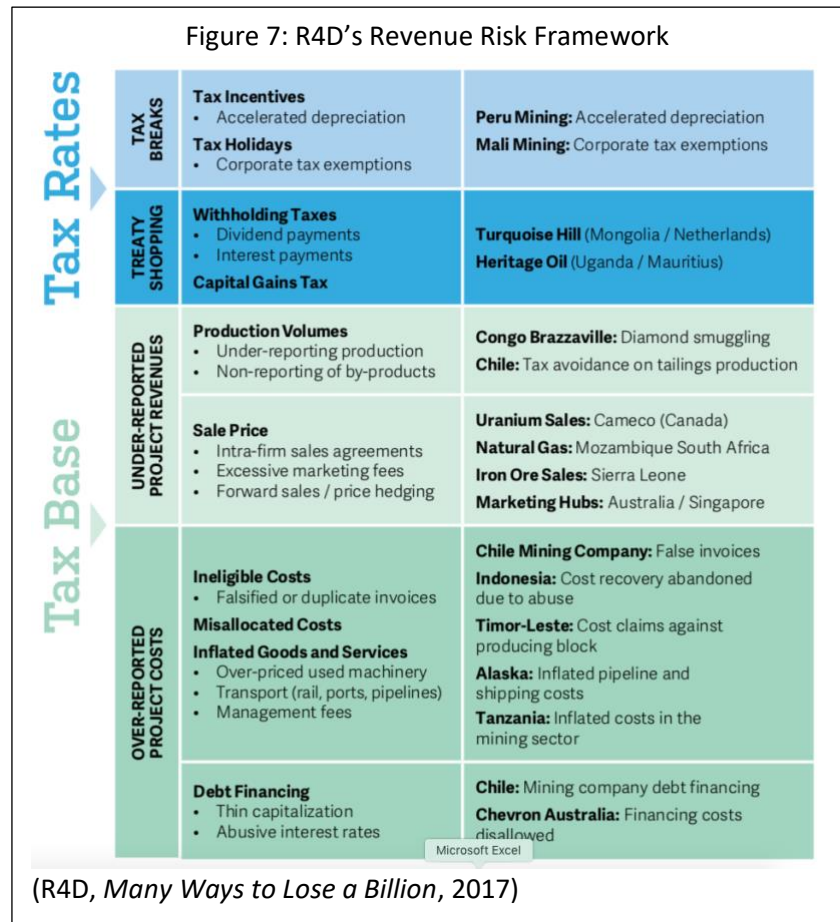 Figure 7: R4D's Revenue Risk Framework
Tax Rates
TAX
BREAKS
Tax Incentives
• Accelerated depreciation
Tax Holidays
• Corporate tax exemptions
Peru Mining: Accelerated depreciation
Mali Mining: Corporate tax exemptions
TREATY
SHOPPING
Withholding Taxes
• Dividend payments
• Interest payments
Capital Gains Tax
Turquoise Hill (Mongolia / Netherlands)
Heritage Oil (Uganda / Mauritius)
Tax Base
UNDER-REPORTED
PROJECT REVENUES
Production Volumes
• Under-reporting production
• Non-reporting of by-products
Congo Brazzaville: Diamond smuggling
Chile: Tax avoidance on tailings production
Sale Price
• Intra-firm sales agreements
• Excessive marketing fees
• Forward sales / price hedging
Uranium Sales: Cameco (Canada)
Natural Gas: Mozambique South Africa
Iron Ore Sales: Sierra Leone
Marketing Hubs: Australia / Singapore
OVER-REPORTED
PROJECT COSTS
Ineligible Costs
• Falsified or duplicate invoices
Misallocated Costs
Inflated Goods and Services
• Over-priced used machinery
• Transport (rail, ports, pipelines)
• Management fees
Chile Mining Company: False invoices
Indonesia: Cost recovery abandoned
due to abuse
Timor-Leste: Cost claims against
producing block
Alaska: Inflated pipeline and
shipping costs
Tanzania: Inflated costs in the
mining sector
Debt Financing
• Thin capitalization
• Abusive interest rates
Chile: Mining company debt financing
Chevron Australia: Financing costs
disallowed
Microsoft Excel
(R4D, Many Ways to Lose a Billion, 2017)